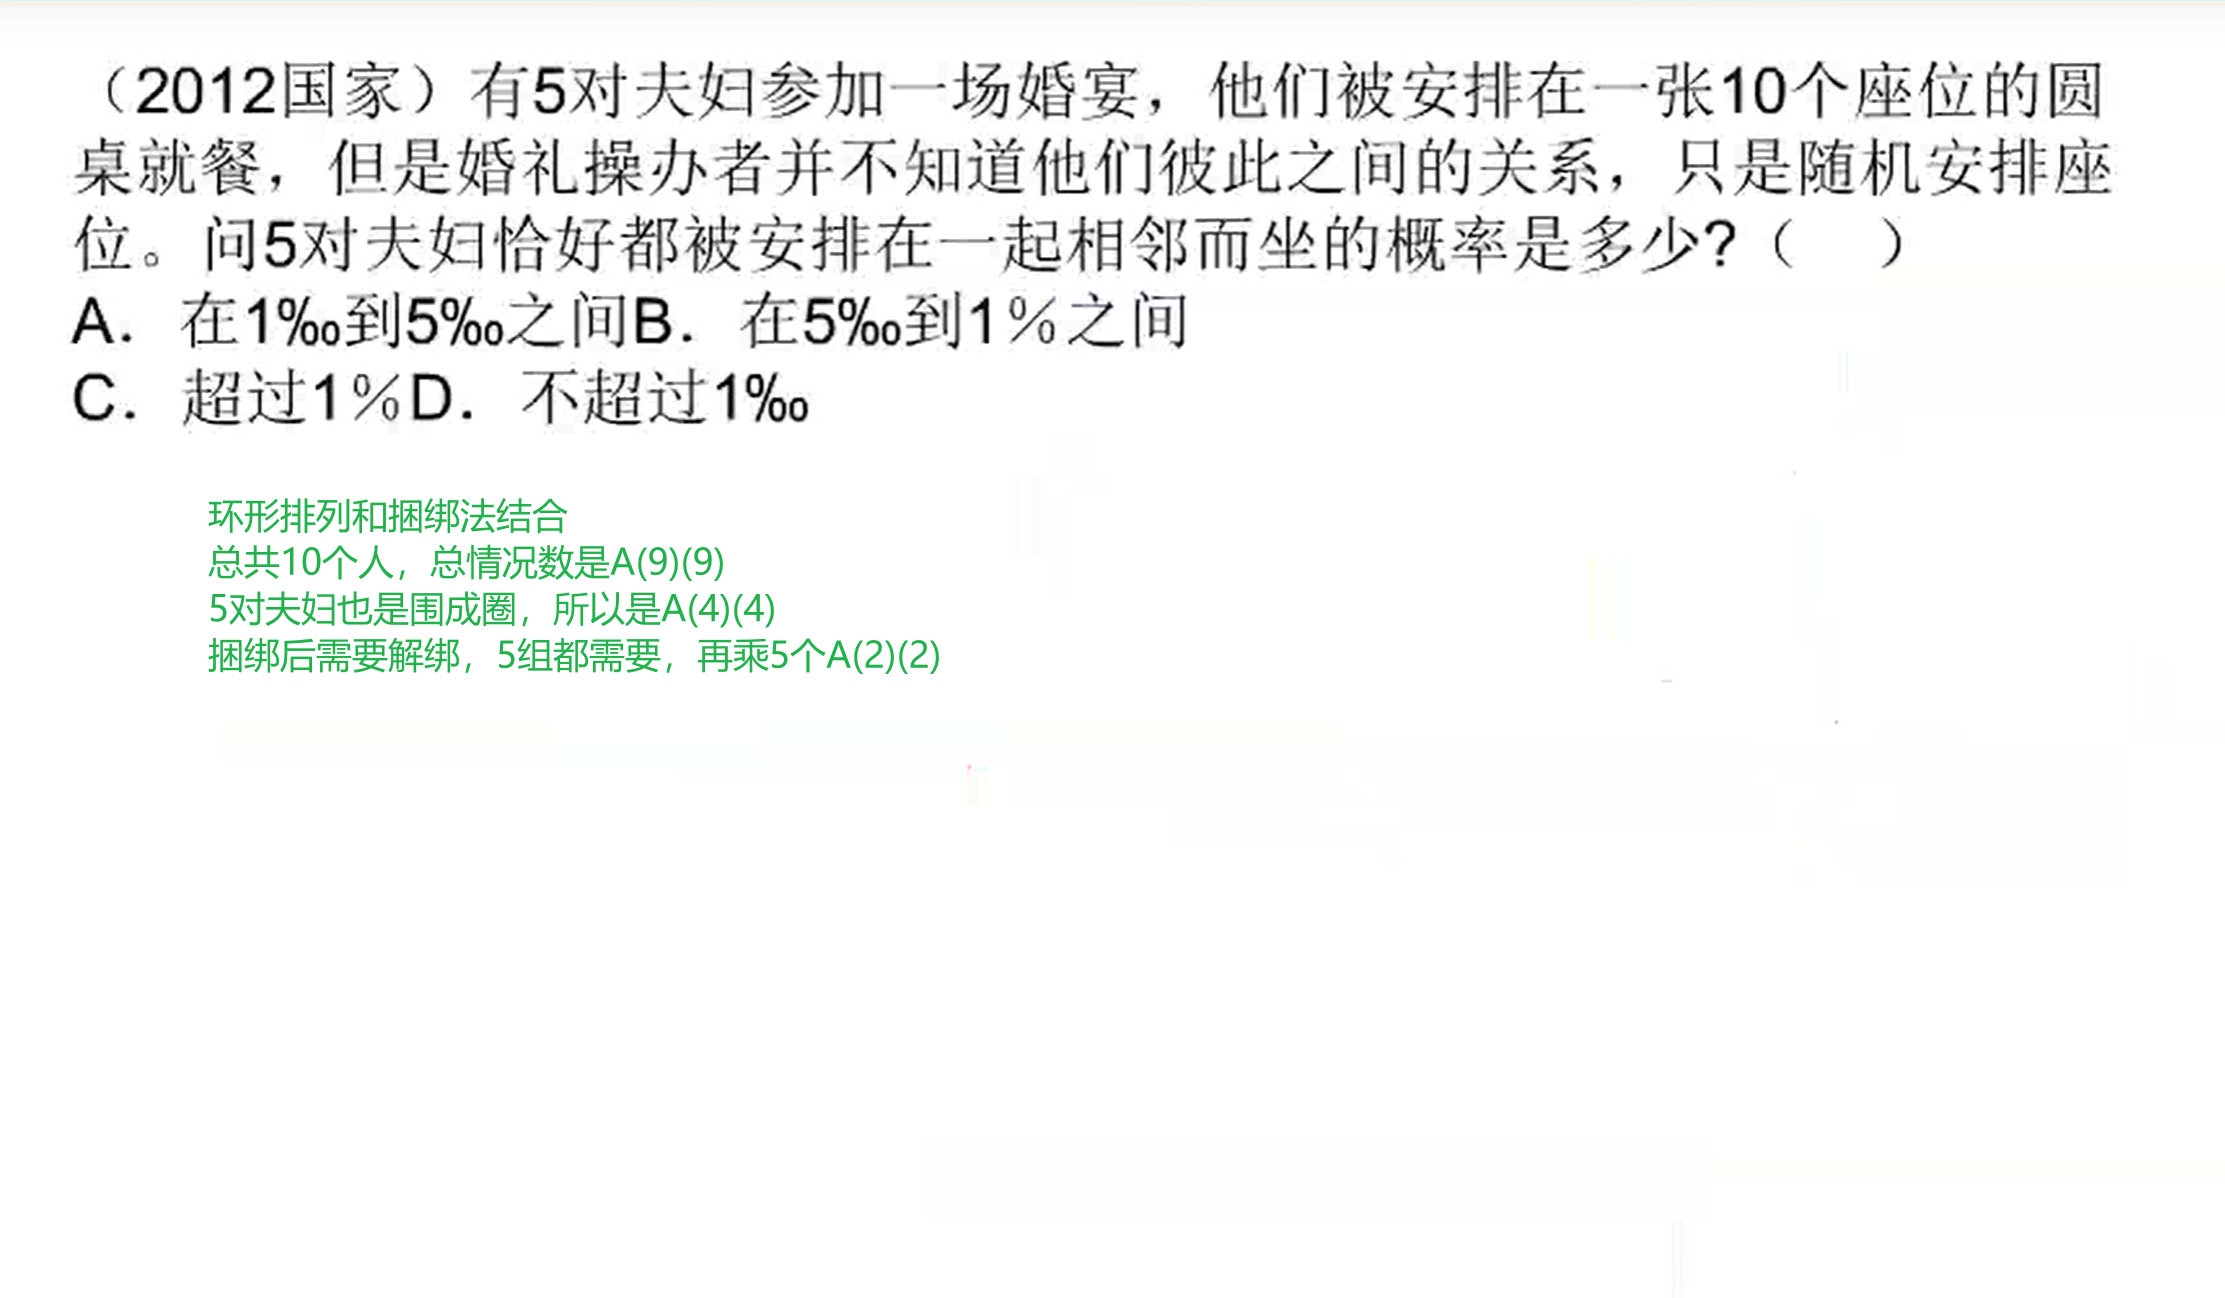 （2012国家）有5对夫妇参加一场婚宴，他们被安排在一张10个座位的圆
桌就餐，但是婚礼操办者并不知道他们彼此之间的关系，只是随机安排座
位。问5对夫妇恰好都被安排在一起相邻而坐的概率是多少?（　）
A．在1‰到5‰之间B．在5‰到1％之间
C．超过1％D．不超过1‰
环形排列和捆绑法结合
总共10个人，总情况数是A(9)(9)
5对夫妇也是围成圈，所以是A(4)(4)
捆绑后需要解绑，5组都需要，再乘5个A(2)(2)